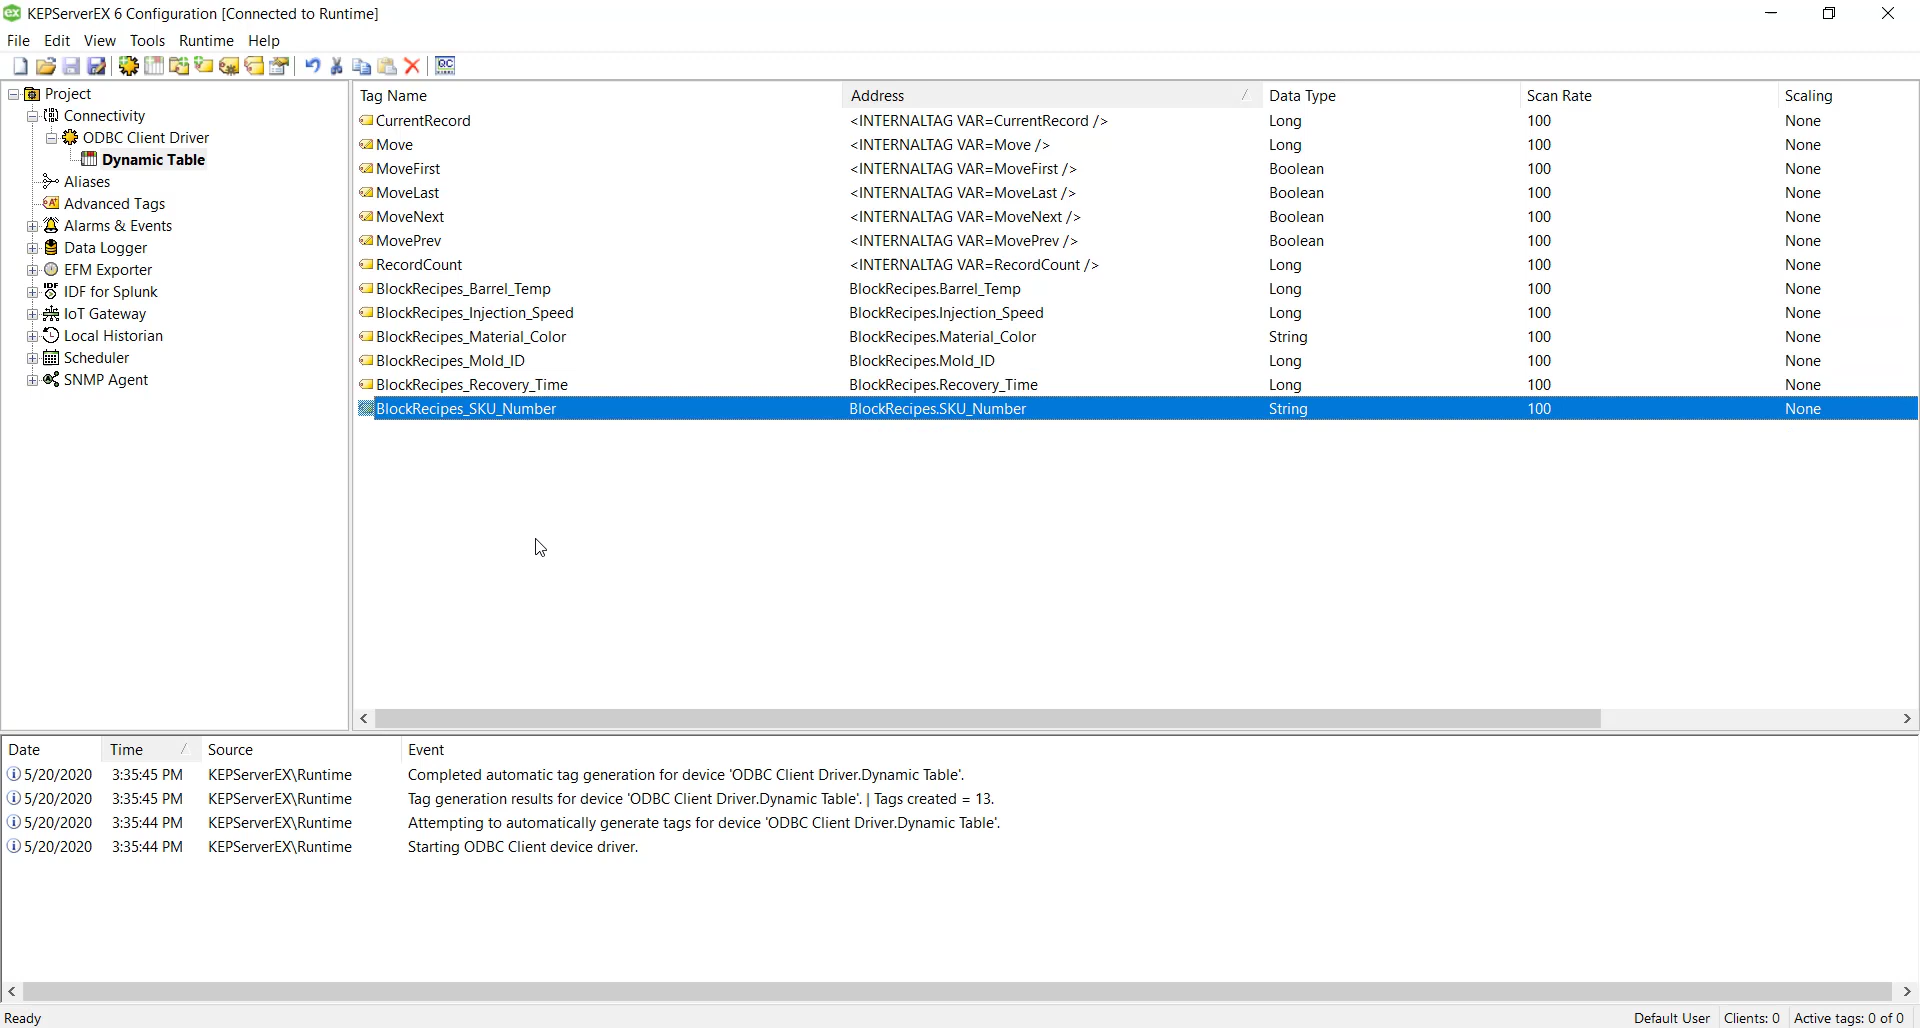 KEPServerEX 6 Configuration [Connected to Runtime]
File Edit View Tools Runtime Help
QC
Project
Connectivity
ODBC Client Driver
Dynamic Table
Aliases
Advanced Tags
Alarms & Events
Data Logger
EFM Exporter
IDF for Splunk
IoT Gateway
Local Historian
Scheduler
SNMP Agent
Tag Name Address Data Type Scan Rate Scaling
CurrentRecord <INTERNALTAG VAR=CurrentRecord /> Long 100 None
Move <INTERNALTAG VAR=Move /> Long 100 None
MoveFirst <INTERNALTAG VAR=MoveFirst /> Boolean 100 None
MoveLast <INTERNALTAG VAR=MoveLast /> Boolean 100 None
MoveNext <INTERNALTAG VAR=MoveNext /> Boolean 100 None
MovePrev <INTERNALTAG VAR=MovePrev /> Boolean 100 None
RecordCount <INTERNALTAG VAR=RecordCount /> Long 100 None
BlockRecipes_Barrel_Temp BlockRecipes.Barrel_Temp Long 100 None
BlockRecipes_Injection_Speed BlockRecipes.Injection_Speed Long 100 None
BlockRecipes_Material_Color BlockRecipes.Material_Color String 100 None
BlockRecipes_Mold_ID BlockRecipes.Mold_ID Long 100 None
BlockRecipes_Recovery_Time BlockRecipes.Recovery_Time Long 100 None
BlockRecipes_SKU_Number BlockRecipes.SKU_Number String 100 None
Date Time Source Event
5/20/2020 3:35:45 PM KEPServerEX\Runtime Completed automatic tag generation for device 'ODBC Client Driver.Dynamic Table'.
5/20/2020 3:35:45 PM KEPServerEX\Runtime Tag generation results for device 'ODBC Client Driver.Dynamic Table'. | Tags created = 13.
5/20/2020 3:35:44 PM KEPServerEX\Runtime Attempting to automatically generate tags for device 'ODBC Client Driver.Dynamic Table'.
5/20/2020 3:35:44 PM KEPServerEX\Runtime Starting ODBC Client device driver.
Ready Default User Clients: 0 Active tags: 0 of 0